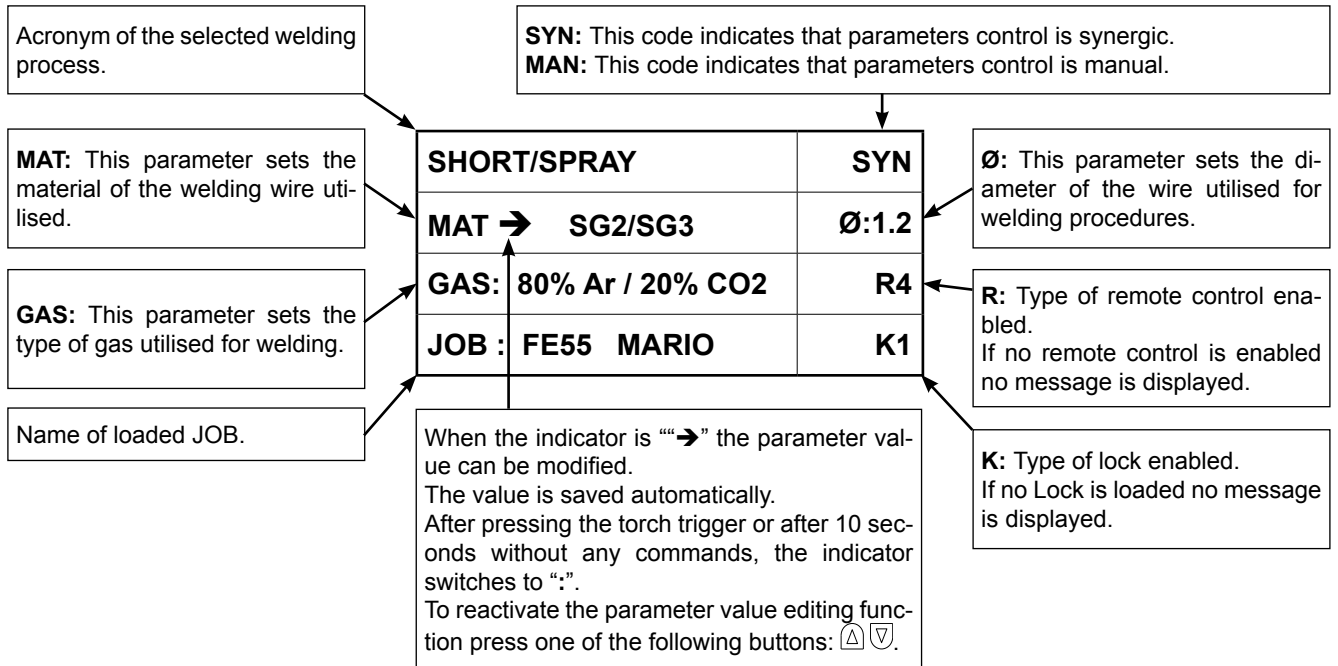 Acronym of the selected welding
process.
SYN: This code indicates that parameters control is synergic.
MAN: This code indicates that parameters control is manual.
MAT: This parameter sets the
material of the welding wire uti-
lised.
GAS: This parameter sets the
type of gas utilised for welding.
Name of loaded JOB.
SHORT/SPRAY SYN
MAT ➔ SG2/SG3 Ø:1.2
GAS: 80% Ar / 20% CO2 R4
JOB : FE55 MARIO K1
Ø: This parameter sets the di-
ameter of the wire utilised for
welding procedures.
R: Type of remote control ena-
bled.
If no remote control is enabled
no message is displayed.
K: Type of lock enabled.
If no Lock is loaded no message
is displayed.
When the indicator is ““➔” the parameter val-
ue can be modified.
The value is saved automatically.
After pressing the torch trigger or after 10 sec-
onds without any commands, the indicator
switches to “:”.
To reactivate the parameter value editing func-
tion press one of the following buttons: △ ▽.